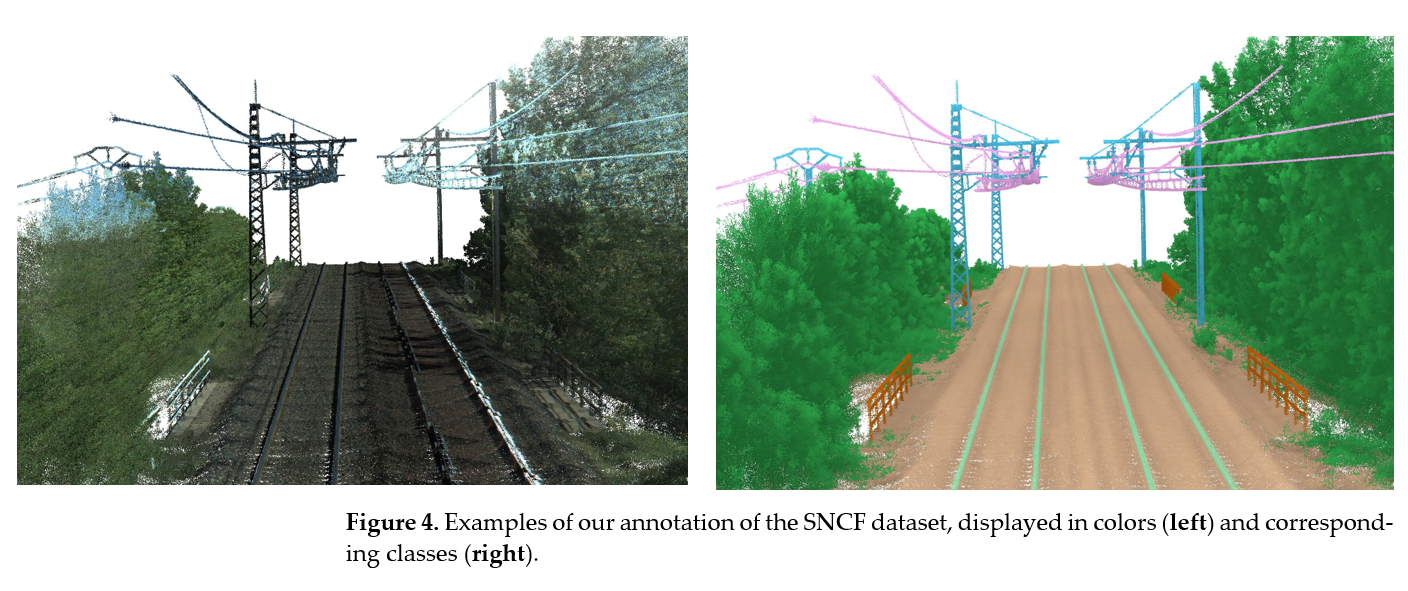 Figure 4. Examples of our annotation of the SNCF dataset, displayed in colors (left) and correspond-
ing classes (right).